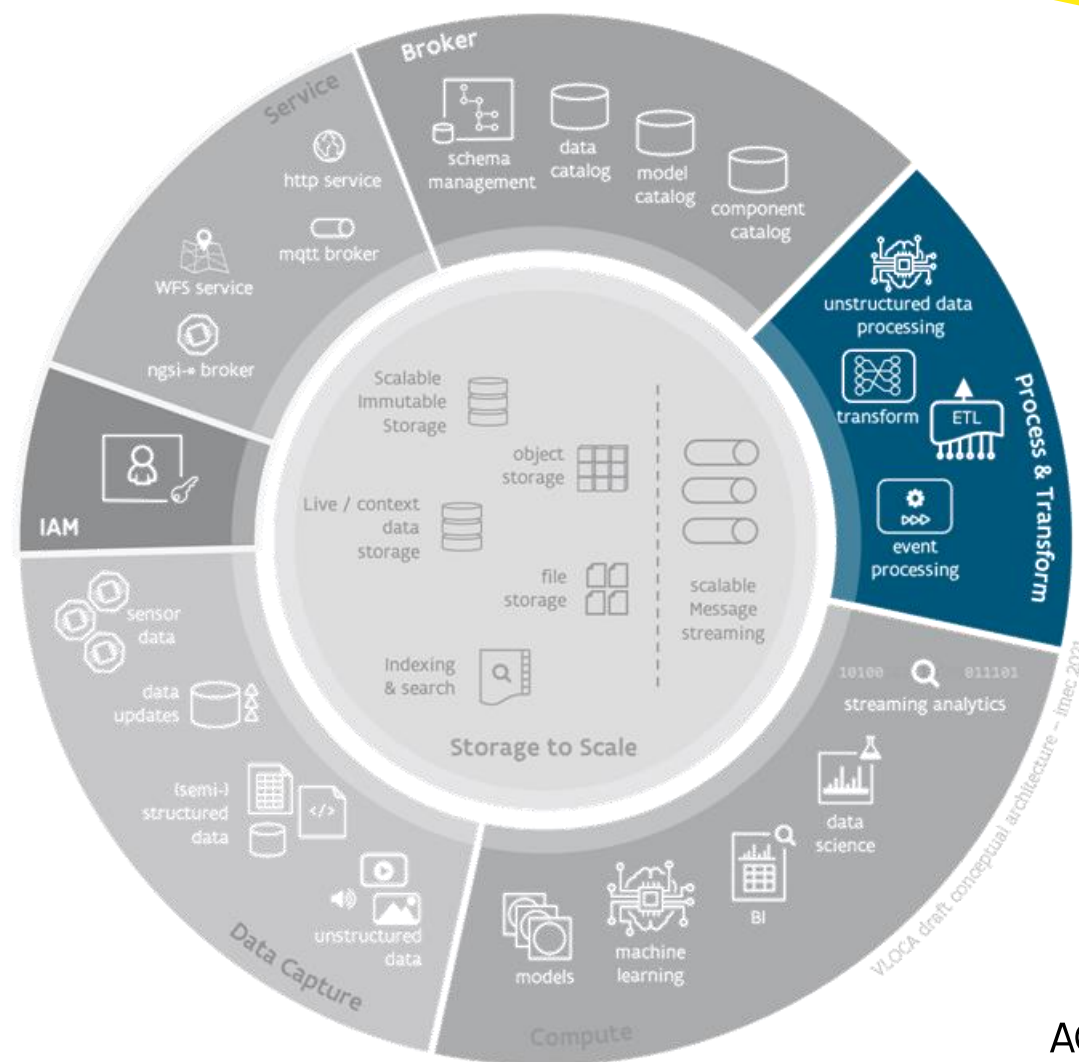 Broker
schema
management
data
catalog
model
catalog
component
catalog
Service
http service
mqtt broker
WFS service
ngsi-* broker
IAM
Process & Transform
unstructured data
processing
transform
ETL
event
processing
Scalable
Immutable
Storage
object
storage
Live / context
data
storage
file
storage
Indexing
& search
scalable
Message
streaming
Storage to Scale
sensor
data
data
updates
(semi-)
structured
data
</>
unstructured
data
Data Capture
10100 011101
streaming analytics
data
science
BI
machine
learning
models
Compute
VLOCA draft conceptual architecture – imec 2021